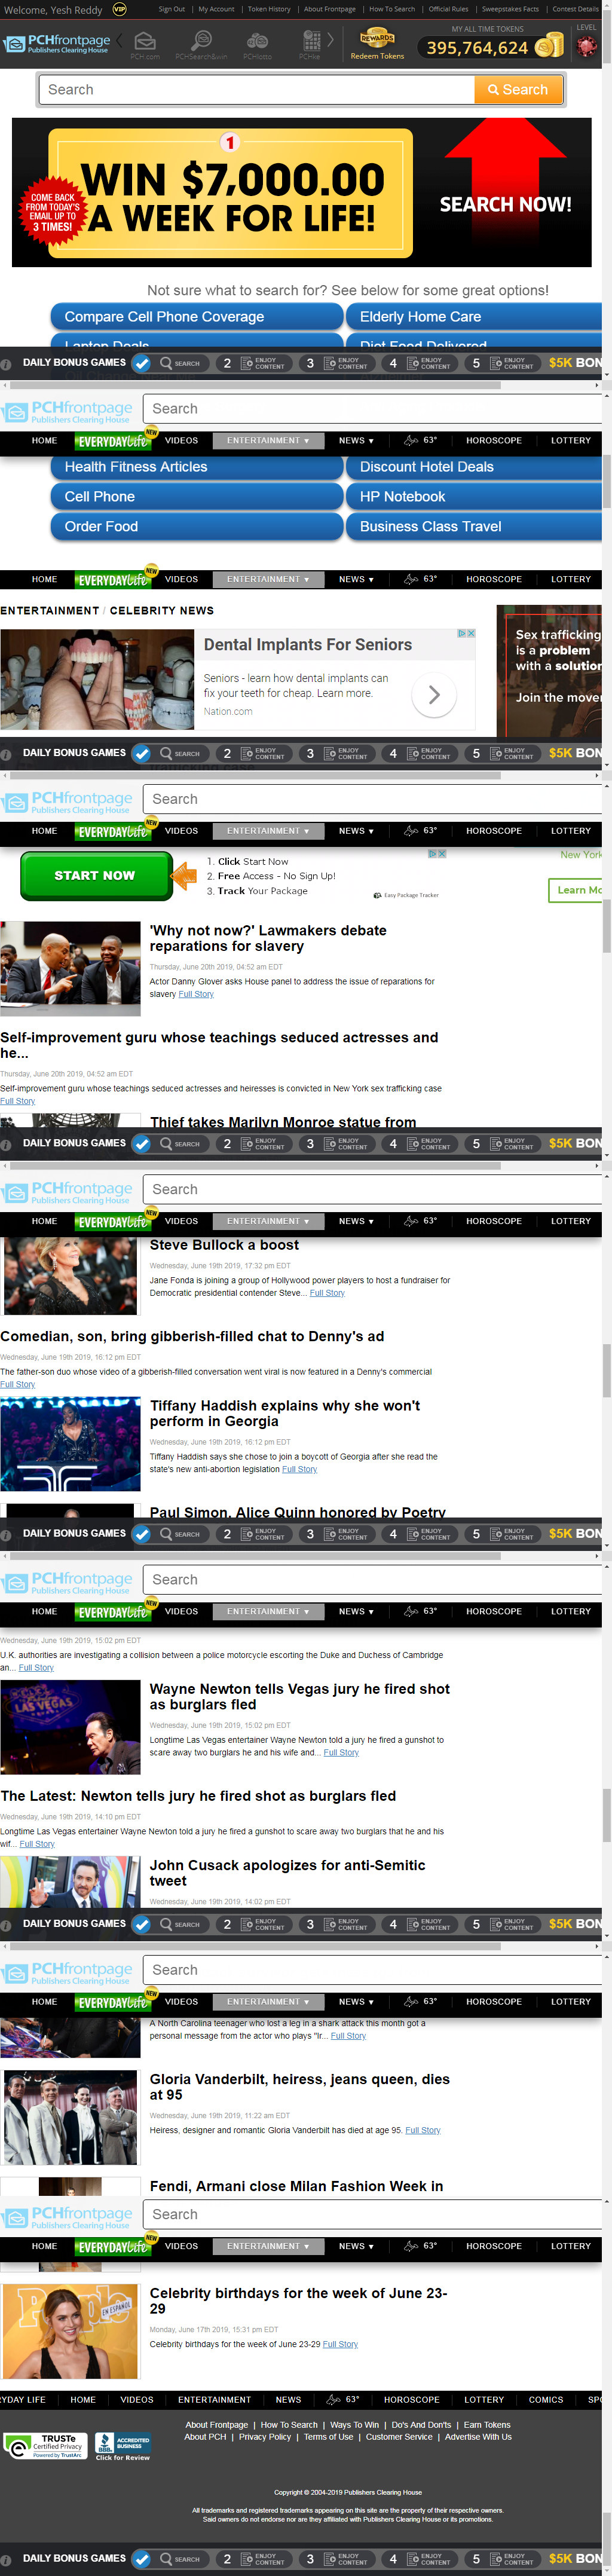 Welcome, Yesh Reddy VIP Sign Out | My Account | Token History | About Frontpage | How To Search | Official Rules | Sweepstakes Facts | Contest Details
PCHfrontpage
Publishers Clearing House
PCH.com PCHSearch&win PCHlotto PCHlike
REWARDS
Redeem Tokens
MY ALL TIME TOKENS
395,764,624
LEVEL
Search Search
1
COME BACK
FROM TODAY'S
EMAIL UP TO
3 TIMES!
WIN $7,000.00
A WEEK FOR LIFE!
SEARCH NOW!
Not sure what to search for? See below for some great options!
Compare Cell Phone Coverage Elderly Home Care
Laptop Deals Diet Food Delivered
DAILY BONUS GAMES SEARCH 2 ENJOY CONTENT 3 ENJOY CONTENT 4 ENJOY CONTENT 5 ENJOY CONTENT $5K BON
PCHfrontpage
Publishers Clearing House
Search
HOME EVERYDAYlife NEW VIDEOS ENTERTAINMENT ▼ NEWS ▼ 63° HOROSCOPE LOTTERY
Health Fitness Articles Discount Hotel Deals
Cell Phone HP Notebook
Order Food Business Class Travel
HOME EVERYDAYlife NEW VIDEOS ENTERTAINMENT ▼ NEWS ▼ 63° HOROSCOPE LOTTERY
ENTERTAINMENT / CELEBRITY NEWS
Dental Implants For Seniors
Seniors - learn how dental implants can
fix your teeth for cheap. Learn more.
Nation.com
Sex trafficking
is a problem
with a solution
Join the movem
DAILY BONUS GAMES SEARCH 2 ENJOY CONTENT 3 ENJOY CONTENT 4 ENJOY CONTENT 5 ENJOY CONTENT $5K BON
PCHfrontpage
Publishers Clearing House
Search
HOME EVERYDAYlife NEW VIDEOS ENTERTAINMENT ▼ NEWS ▼ 63° HOROSCOPE LOTTERY
START NOW
1. Click Start Now
2. Free Access - No Sign Up!
3. Track Your Package
Easy Package Tracker
New York
Learn Mo
'Why not now?' Lawmakers debate
reparations for slavery
Thursday, June 20th 2019, 04:52 am EDT
Actor Danny Glover asks House panel to address the issue of reparations for
slavery Full Story
Self-improvement guru whose teachings seduced actresses and
he...
Thursday, June 20th 2019, 04:52 am EDT
Self-improvement guru whose teachings seduced actresses and heiresses is convicted in New York sex trafficking case
Full Story
Thief takes Marilyn Monroe statue from
DAILY BONUS GAMES SEARCH 2 ENJOY CONTENT 3 ENJOY CONTENT 4 ENJOY CONTENT 5 ENJOY CONTENT $5K BON
PCHfrontpage
Publishers Clearing House
Search
HOME EVERYDAYlife NEW VIDEOS ENTERTAINMENT ▼ NEWS ▼ 63° HOROSCOPE LOTTERY
Steve Bullock a boost
Wednesday, June 19th 2019, 17:32 pm EDT
Jane Fonda is joining a group of Hollywood power players to host a fundraiser for
Democratic presidential contender Steve... Full Story
Comedian, son, bring gibberish-filled chat to Denny's ad
Wednesday, June 19th 2019, 16:12 pm EDT
The father-son duo whose video of a gibberish-filled conversation went viral is now featured in a Denny's commercial
Full Story
Tiffany Haddish explains why she won't
perform in Georgia
Wednesday, June 19th 2019, 16:12 pm EDT
Tiffany Haddish says she chose to join a boycott of Georgia after she read the
state's new anti-abortion legislation Full Story
Paul Simon, Alice Quinn honored by Poetry
DAILY BONUS GAMES SEARCH 2 ENJOY CONTENT 3 ENJOY CONTENT 4 ENJOY CONTENT 5 ENJOY CONTENT $5K BON
PCHfrontpage
Publishers Clearing House
Search
HOME EVERYDAYlife NEW VIDEOS ENTERTAINMENT ▼ NEWS ▼ 63° HOROSCOPE LOTTERY
Wednesday, June 19th 2019, 15:02 pm EDT
U.K. authorities are investigating a collision between a police motorcycle escorting the Duke and Duchess of Cambridge
an... Full Story
Wayne Newton tells Vegas jury he fired shot
as burglars fled
Wednesday, June 19th 2019, 15:02 pm EDT
Longtime Las Vegas entertainer Wayne Newton told a jury he fired a gunshot to
scare away two burglars he and his wife and... Full Story
The Latest: Newton tells jury he fired shot as burglars fled
Wednesday, June 19th 2019, 14:10 pm EDT
Longtime Las Vegas entertainer Wayne Newton told a jury he fired a gunshot to scare away two burglars that he and his
wif... Full Story
John Cusack apologizes for anti-Semitic
tweet
Wednesday, June 19th 2019, 14:02 pm EDT
DAILY BONUS GAMES SEARCH 2 ENJOY CONTENT 3 ENJOY CONTENT 4 ENJOY CONTENT 5 ENJOY CONTENT $5K BON
PCHfrontpage
Publishers Clearing House
Search
HOME EVERYDAYlife NEW VIDEOS ENTERTAINMENT ▼ NEWS ▼ 63° HOROSCOPE LOTTERY
A North Carolina teenager who lost a leg in a shark attack this month got a
personal message from the actor who plays "Ir... Full Story
Gloria Vanderbilt, heiress, jeans queen, dies
at 95
Wednesday, June 19th 2019, 11:22 am EDT
Heiress, designer and romantic Gloria Vanderbilt has died at age 95. Full Story
Fendi, Armani close Milan Fashion Week in
PCHfrontpage
Publishers Clearing House
Search
HOME EVERYDAYlife NEW VIDEOS ENTERTAINMENT ▼ NEWS ▼ 63° HOROSCOPE LOTTERY
EN ESPAÑOL
Celebrity birthdays for the week of June 23-
29
Monday, June 17th 2019, 15:31 pm EDT
Celebrity birthdays for the week of June 23-29 Full Story
RYDAY LIFE HOME VIDEOS ENTERTAINMENT NEWS 63° HOROSCOPE LOTTERY COMICS SPO
TRUSTe
Certified Privacy
Powered by TrustArc
BBB ACCREDITED
BUSINESS
Click for Review
About Frontpage | How To Search | Ways To Win | Do's And Don'ts | Earn Tokens
About PCH | Privacy Policy | Terms of Use | Customer Service | Advertise With Us
Copyright © 2004-2019 Publishers Clearing House
All trademarks and registered trademarks appearing on this site are the property of their respective owners.
Said owners do not endorse nor are they affiliated with Publishers Clearing House or its promotions.
DAILY BONUS GAMES SEARCH 2 ENJOY CONTENT 3 ENJOY CONTENT 4 ENJOY CONTENT 5 ENJOY CONTENT $5K BON